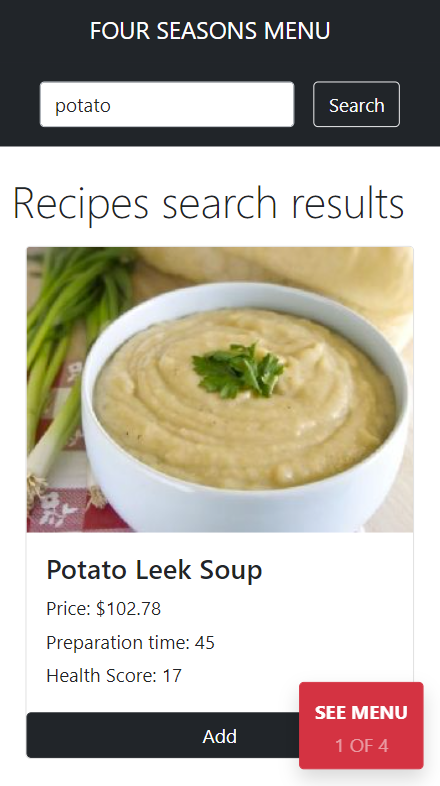 FOUR SEASONS MENU
potato
Search
Recipes search results
Potato Leek Soup
Price: $102.78
Preparation time: 45
Health Score: 17
Add
SEE MENU
1 OF 4